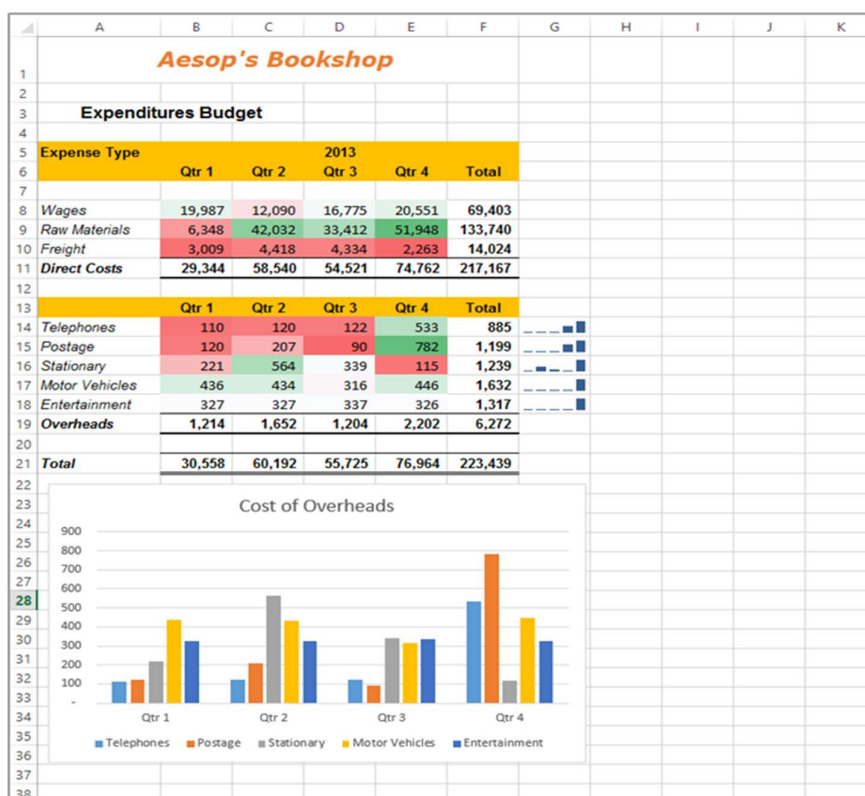 A B C D E F G H I J K
1 Aesop's Bookshop
2
3 Expenditures Budget
4
5 Expense Type 2013
6 Qtr 1 Qtr 2 Qtr 3 Qtr 4 Total
7
8 Wages 19,987 12,090 16,775 20,551 69,403
9 Raw Materials 6,348 42,032 33,412 51,948 133,740
10 Freight 3,009 4,418 4,334 2,263 14,024
11 Direct Costs 29,344 58,540 54,521 74,762 217,167
12
13 Qtr 1 Qtr 2 Qtr 3 Qtr 4 Total
14 Telephones 110 120 122 533 885
15 Postage 120 207 90 782 1,199
16 Stationary 221 564 339 115 1,239
17 Motor Vehicles 436 434 316 446 1,632
18 Entertainment 327 327 337 326 1,317
19 Overheads 1,214 1,652 1,204 2,202 6,272
20
21 Total 30,558 60,192 55,725 76,964 223,439
22
23 Cost of Overheads
24
25 900
26 800
27 700
28 600
29 500
30 400
31 300
32 200
33 100
-
34 Qtr 1 Qtr 2 Qtr 3 Qtr 4
35 Telephones Postage Stationary Motor Vehicles Entertainment
36
37
38